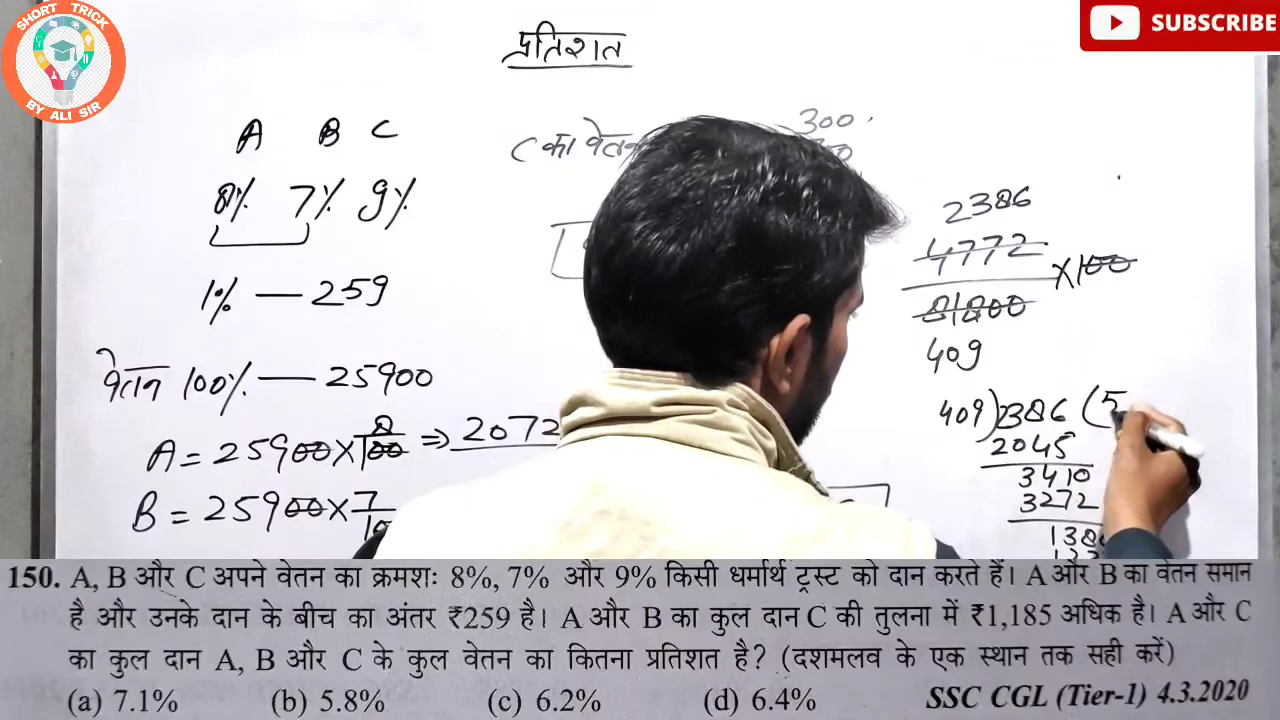 SHORT TRICK
BY ALI SIR
SUBSCRIBE
प्रतिशत
A B C
8% 7% 9%
1% — 259
वेतन 100% — 25900
A = 25900 × 8/100 ⇒ 2072
B = 25900 × 7/
C का वेतन
300
2386
4772
81800
×100
409
409)2386(5
2045
3410
3272
150. A, B और C अपने वेतन का क्रमशः 8%, 7% और 9% किसी धर्मार्थ ट्रस्ट को दान करते हैं। A और B का वेतन समान
है और उनके दान के बीच का अंतर ₹259 है। A और B का कुल दान C की तुलना में ₹1,185 अधिक है। A और C
का कुल दान A, B और C के कुल वेतन का कितना प्रतिशत है? (दशमलव के एक स्थान तक सही करें)
(a) 7.1% (b) 5.8% (c) 6.2% (d) 6.4% SSC CGL (Tier-1) 4.3.2020